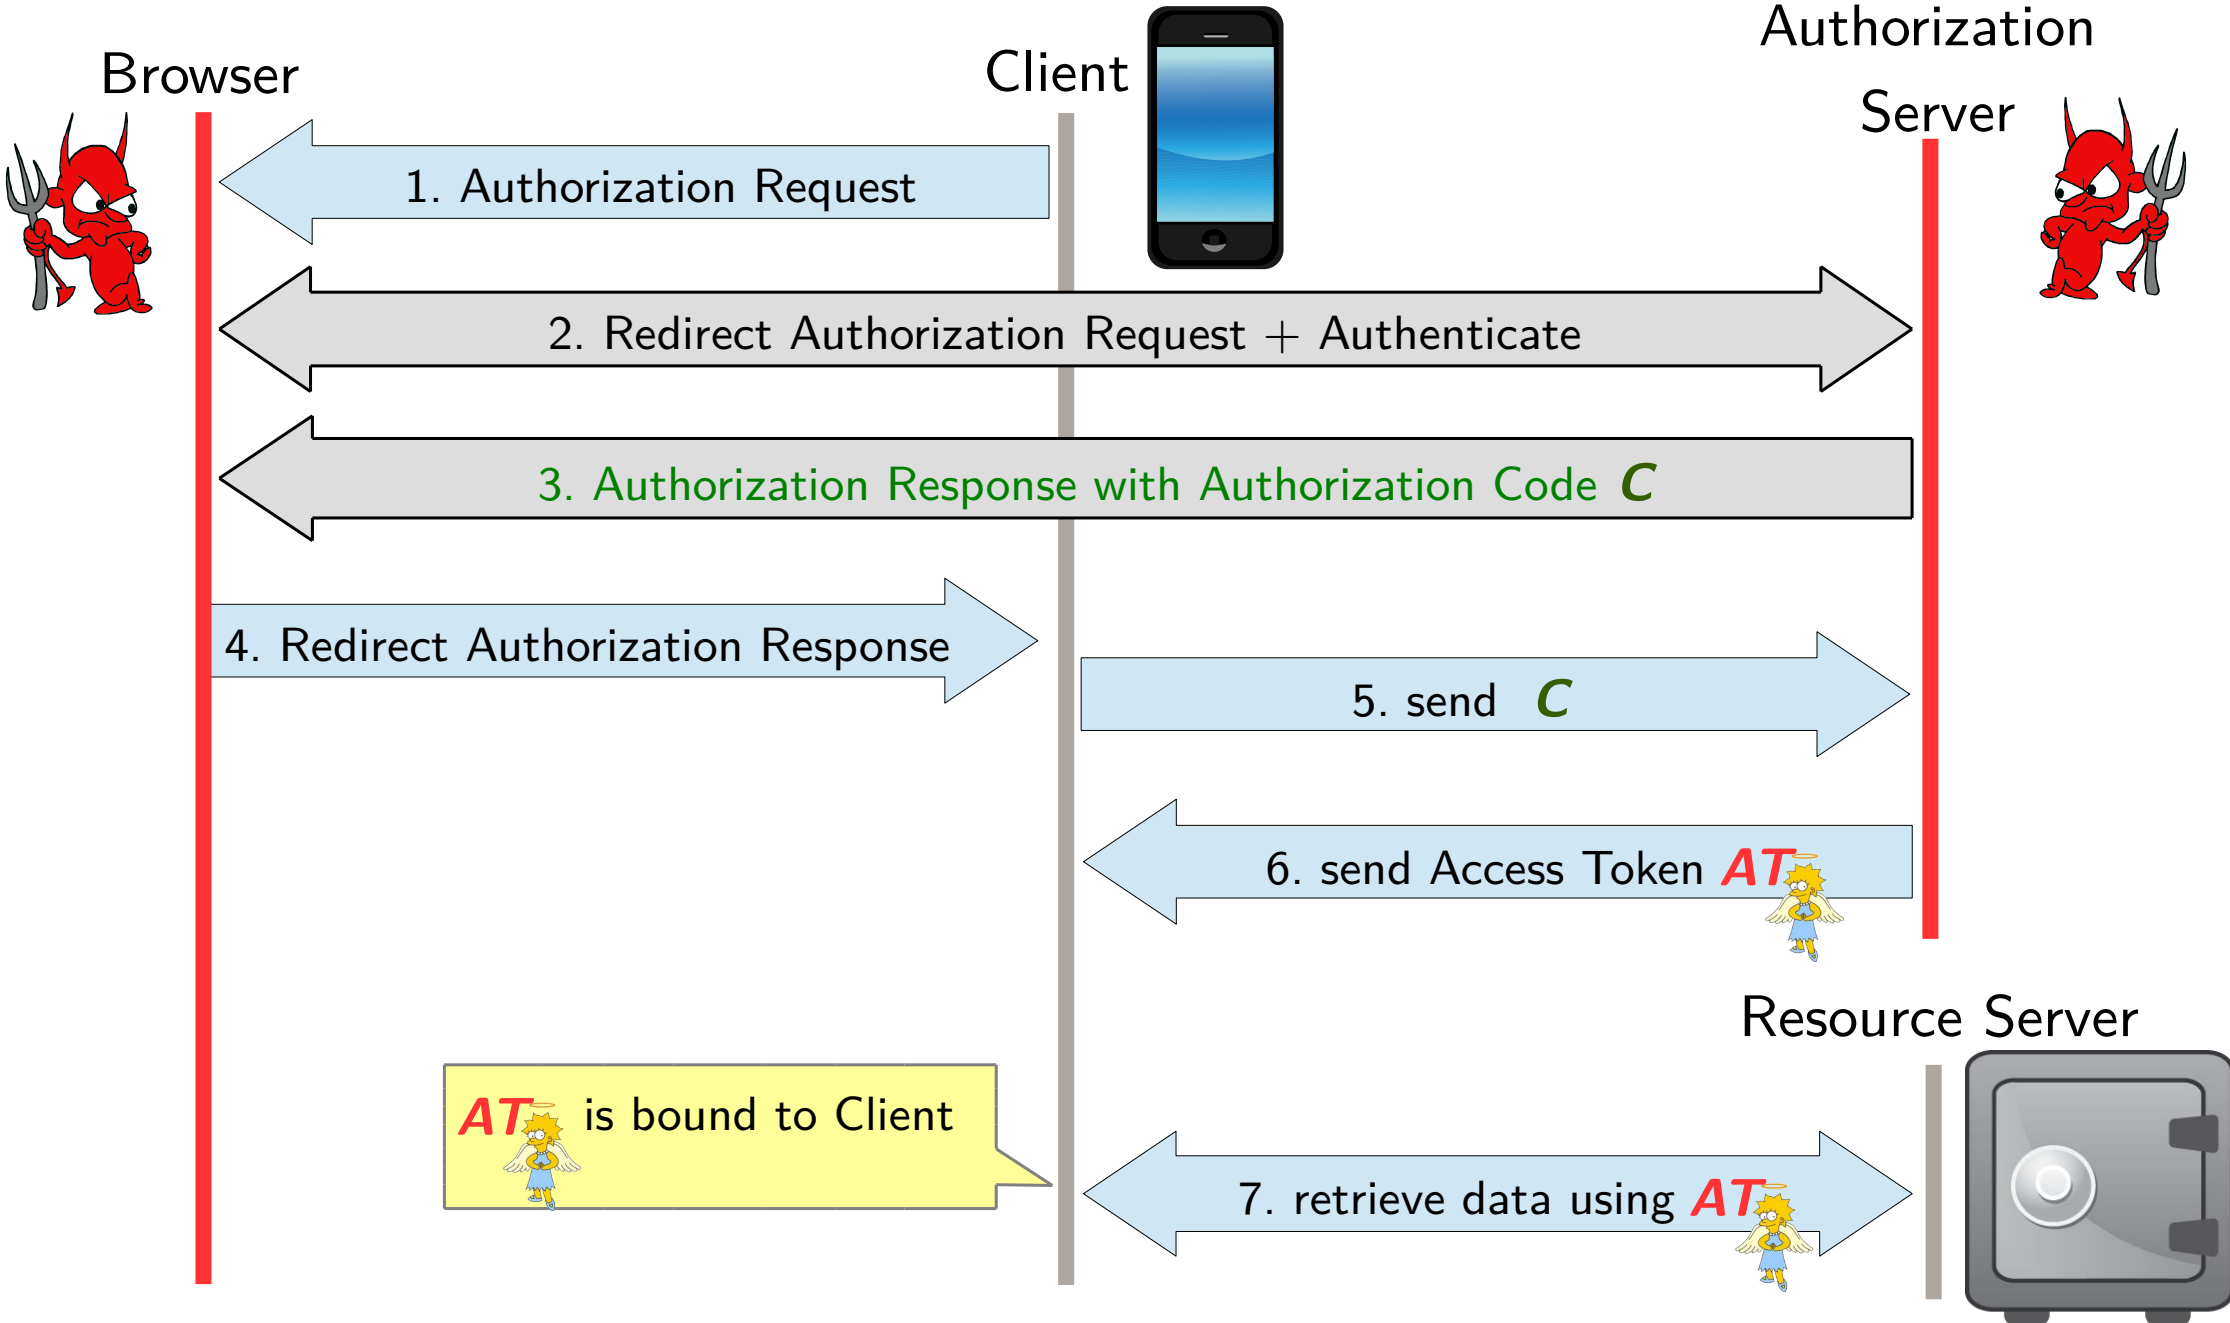 Authorization
Browser
Client
Server
1. Authorization Request
2. Redirect Authorization Request + Authenticate
3. Authorization Response with Authorization Code C
4. Redirect Authorization Response
5. send C
6. send Access Token AT
Resource Server
AT is bound to Client
7. retrieve data using AT